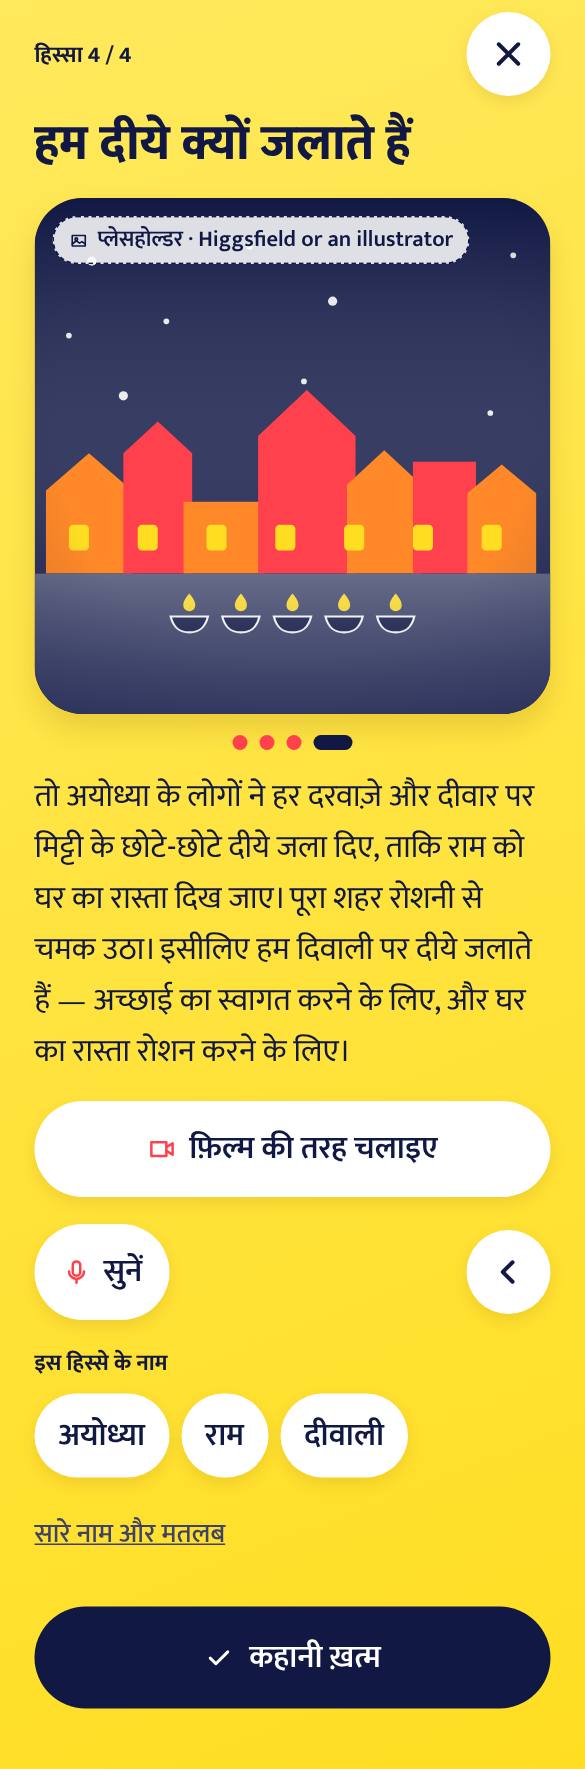 हिस्सा 4 / 4
हम दीये क्यों जलाते हैं
प्लेसहोल्डर · Higgsfield or an illustrator
तो अयोध्या के लोगों ने हर दरवाज़े और दीवार पर
मिट्टी के छोटे-छोटे दीये जला दिए, ताकि राम को
घर का रास्ता दिख जाए। पूरा शहर रोशनी से
चमक उठा। इसीलिए हम दिवाली पर दीये जलाते
हैं — अच्छाई का स्वागत करने के लिए, और घर
का रास्ता रोशन करने के लिए।
फ़िल्म की तरह चलाइए
सुनें
इस हिस्से के नाम
अयोध्या राम दीवाली
सारे नाम और मतलब
कहानी ख़त्म